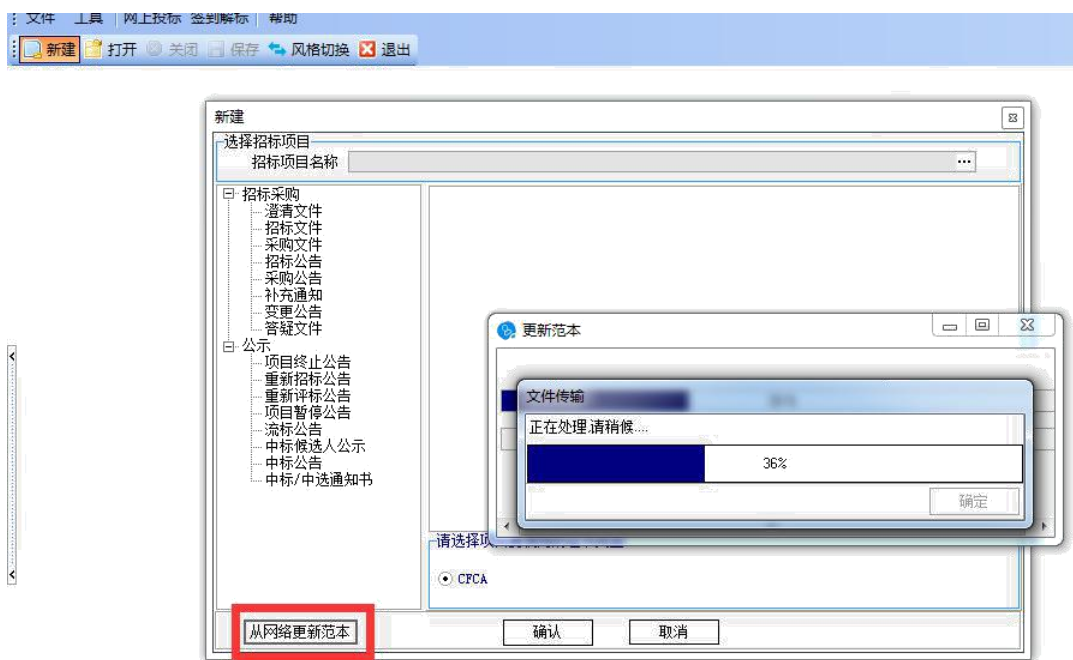 文件 工具 网上投标 签到解标 帮助
新建 打开 关闭 保存 风格切换 退出
新建
选择招标项目
招标项目名称 ...
招标采购
澄清文件
招标文件
采购文件
招标公告
采购公告
补充通知
变更公告
答疑文件
公示
项目终止公告
重新招标公告
重新评标公告
项目暂停公告
流标公告
中标候选人公示
中标公告
中标/中选通知书
更新范本
文件传输
正在处理,请稍候....
36%
确定
请选择项
CFCA
从网络更新范本 确认 取消